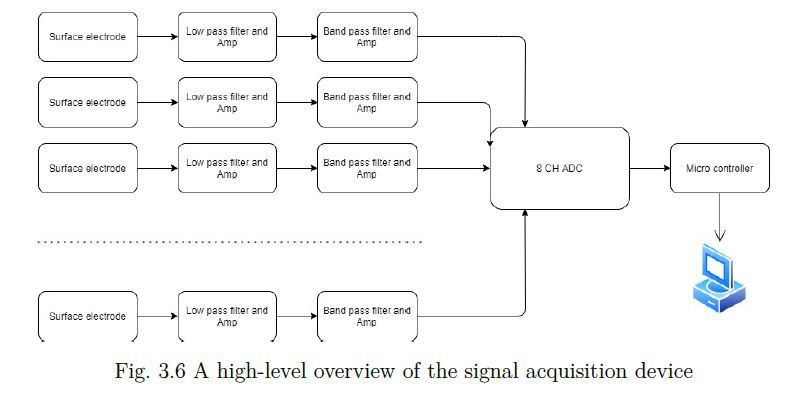 Surface electrode
Low pass filter and
Amp
Band pass filter and
Amp
Surface electrode
Low pass filter and
Amp
Band pass filter and
Amp
Surface electrode
Low pass filter and
Amp
Band pass filter and
Amp
8 CH ADC
Micro controller
Surface electrode
Low pass filter and
Amp
Band pass filter and
Amp
Fig. 3.6 A high-level overview of the signal acquisition device